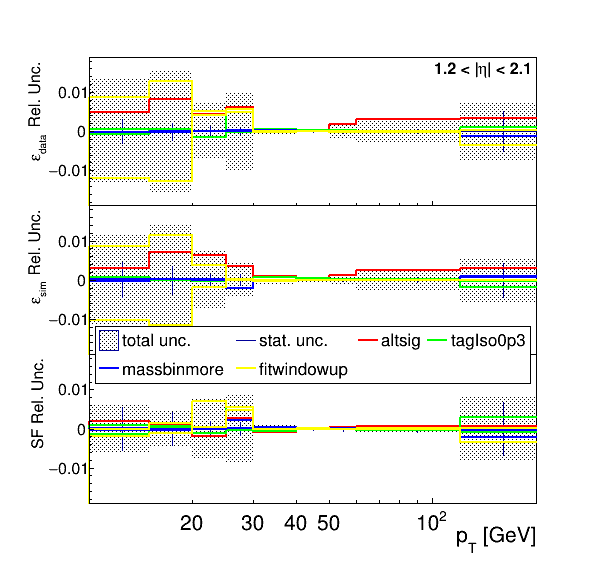 1.2 < |η| < 2.1
ε_data Rel. Unc.
0.01
0
−0.01
ε_sim Rel. Unc.
0.01
0
−0.01
total unc. stat. unc. altsig tagIso0p3
massbinmore fitwindowup
SF Rel. Unc.
0.01
0
−0.01
20 30 40 50 10²
p_T [GeV]